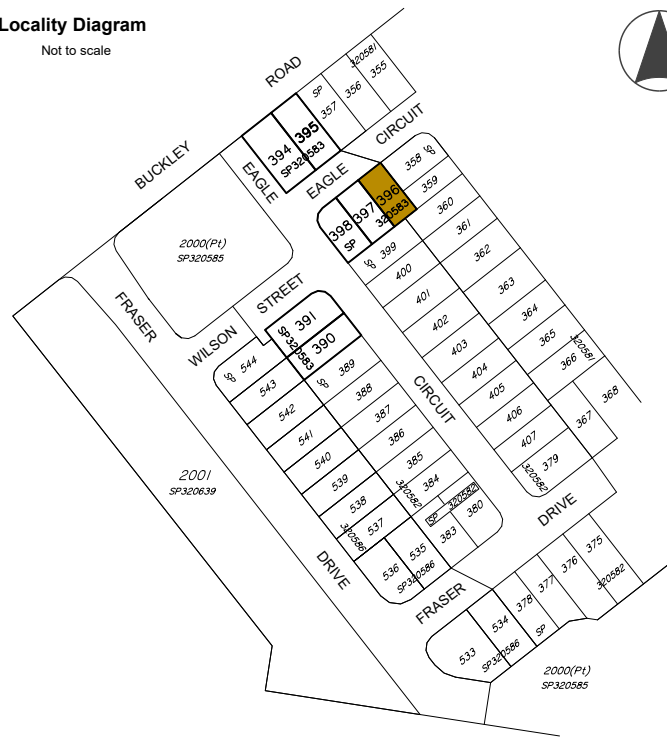 Locality Diagram
Not to scale
BUCKLEY
ROAD
SP
320581
357
356
355
394
395
SP320583
EAGLE
EAGLE
CIRCUIT
358
SP
359
360
361
362
363
364
365
366
320581
367
368
396
397
398
SP
320583
SP
399
400
401
402
403
404
405
406
407
379
320582
2000(Pt)
SP320585
FRASER
WILSON
STREET
391
390
SP320583
SP
389
388
387
386
385
384
320582
SP
320582
383
380
CIRCUIT
SP
544
543
542
541
540
539
538
537
320586
536
535
SP320586
2001
SP320639
DRIVE
DRIVE
FRASER
533
534
SP320586
378
377
376
375
SP
320582
2000(Pt)
SP320585